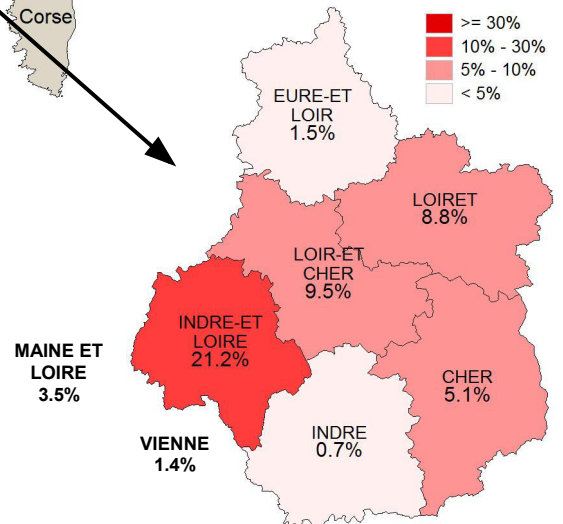 Corse
>= 30%
10% - 30%
5% - 10%
< 5%
EURE-ET
LOIR
1.5%
LOIRET
8.8%
LOIR-ET
CHER
9.5%
INDRE-ET
LOIRE
21.2%
MAINE ET
LOIRE
3.5%
CHER
5.1%
VIENNE
1.4%
INDRE
0.7%